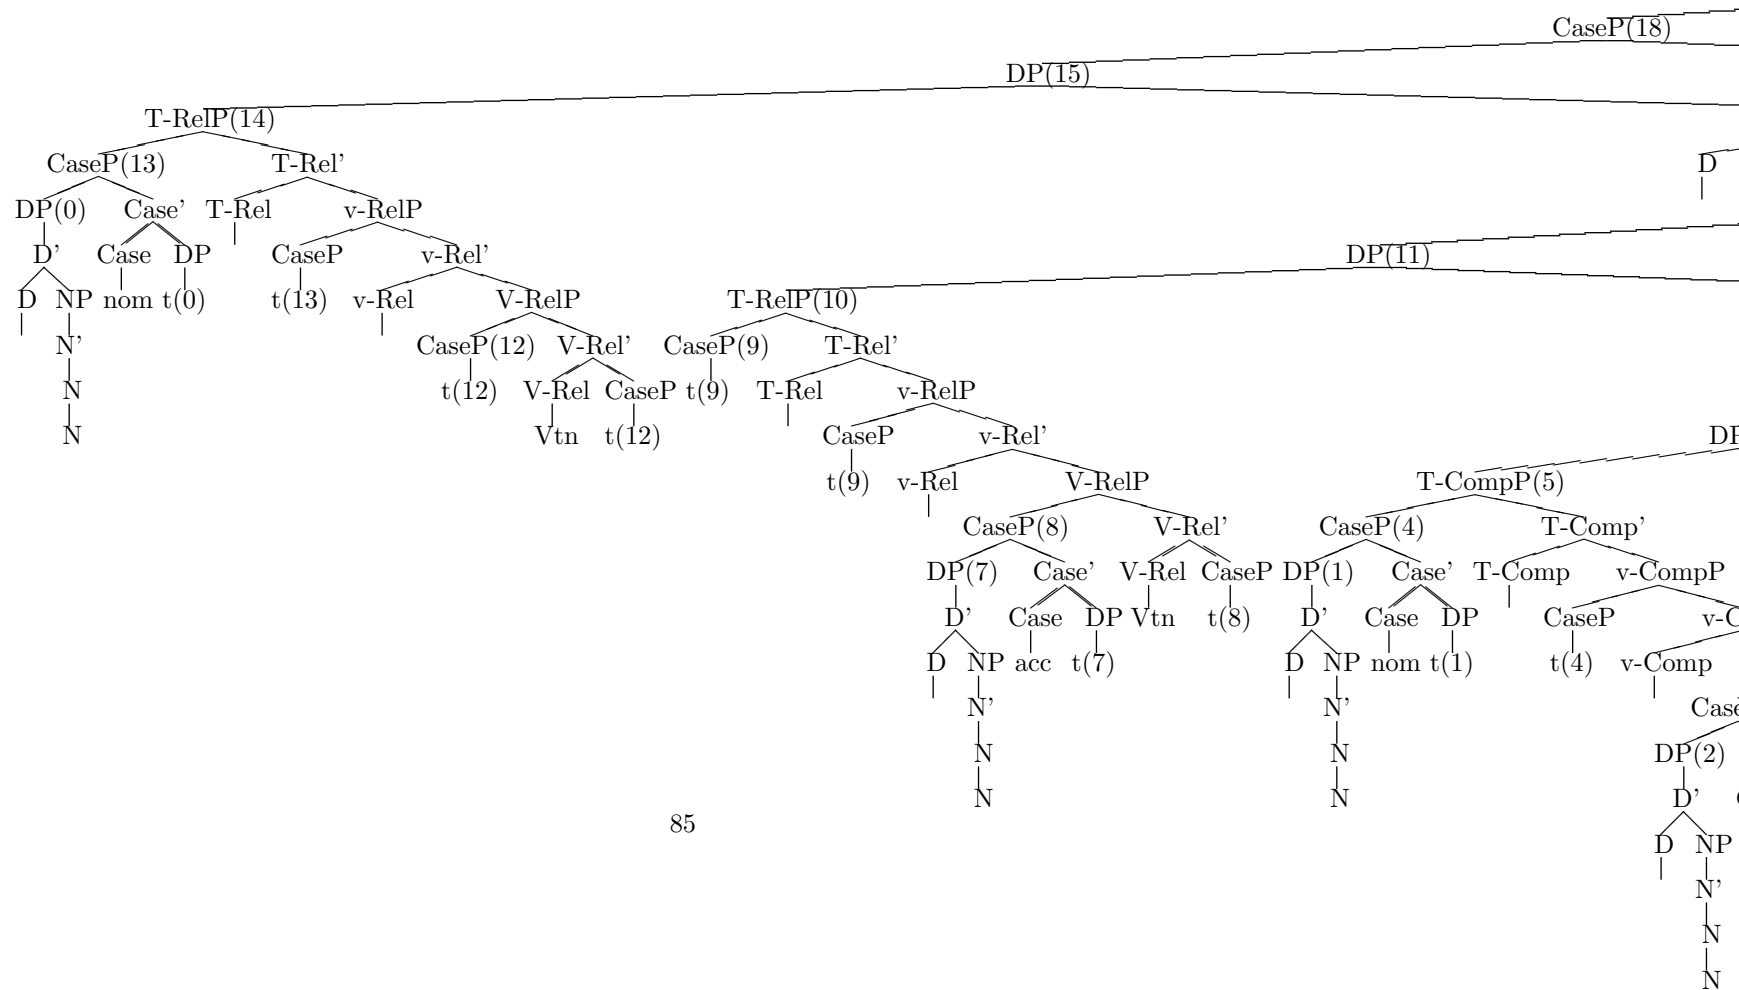 CaseP(18)
DP(15)
T-RelP(14)
CaseP(13) T-Rel' D
DP(0) Case' T-Rel v-RelP
D' Case DP CaseP v-Rel' DP(11)
D NP nom t(0) t(13) v-Rel V-RelP T-RelP(10)
N' CaseP(12) V-Rel' CaseP(9) T-Rel'
N t(12) V-Rel CaseP t(9) T-Rel v-RelP
N Vtn t(12) CaseP v-Rel' DP
t(9) v-Rel V-RelP T-CompP(5)
CaseP(8) V-Rel' CaseP(4) T-Comp'
DP(7) Case' V-Rel CaseP DP(1) Case' T-Comp v-CompP
D' Case DP Vtn t(8) D' Case DP CaseP v-C
D NP acc t(7) D NP nom t(1) t(4) v-Comp
N' N' Case
N N DP(2)
N N D'
85
D NP
N'
N
N